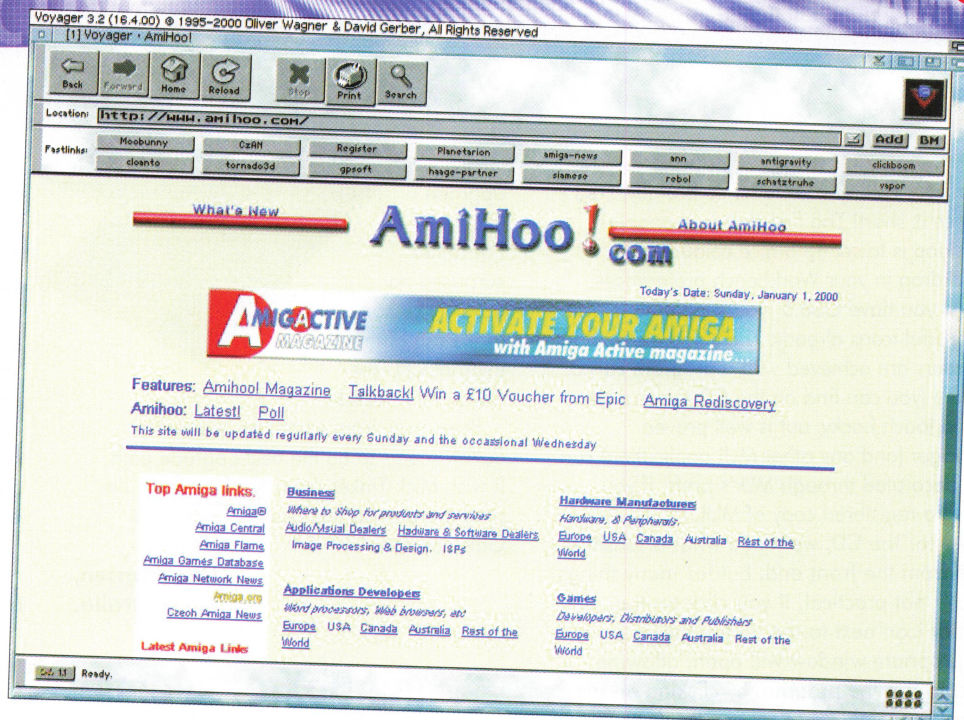 Voyager 3.2 (16.4.00) © 1995-2000 Oliver Wagner & David Gerber, All Rights Reserved
[1] Voyager · AmiHoo!
Back Forward Home Reload Stop Print Search
Location: http://www.amihoo.com/ Add BM
Fastlinks: Moobunny CzAN Register Planetarion amiga-news ann antigravity clickboom
cloanto tornado3d gpsoft haage-partner siamese rebol schatztruhe vapor
What's New AmiHoo!.com About AmiHoo
Today's Date: Sunday, January 1, 2000
AMIGACTIVE MAGAZINE ACTIVATE YOUR AMIGA
with Amiga Active magazine...
Features: Amihoo! Magazine Talkback! Win a £10 Voucher from Epic Amiga Rediscovery
Amihoo: Latest! Poll
This site will be updated regurlarly every Sunday and the occassional Wednesday
Top Amiga links.
Amiga®
Amiga Central
Amiga Flame
Amiga Games Database
Amiga Network News
Amiga.org
Czech Amiga News
Latest Amiga Links
Business
Where to Shop for products and services
Audio/Visual Dealers Hadware & Software Dealers
Image Processing & Design. ISPs
Hardware Manufacturers
Hardware, & Peripherals.
Europe USA Canada Australia Rest of the
World
Applications Developers
Word processors, Web browsers, etc
Europe USA Canada Australia Rest of the
World
Games
Developers, Distributors and Publishers
Europe USA Canada Australia Rest of the
World
Ready.